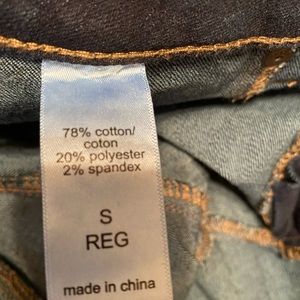 78% cotton/
coton
20% polyester
2% spandex
S
REG
made in china